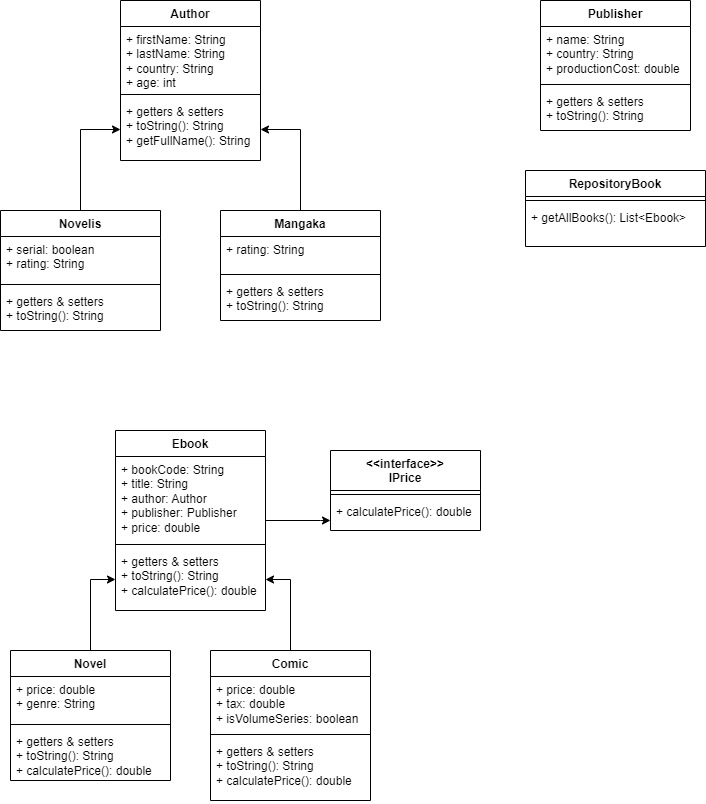 Author
+ firstName: String
+ lastName: String
+ country: String
+ age: int
+ getters & setters
+ toString(): String
+ getFullName(): String
Publisher
+ name: String
+ country: String
+ productionCost: double
+ getters & setters
+ toString(): String
RepositoryBook
+ getAllBooks(): List<Ebook>
Novelis
+ serial: boolean
+ rating: String
+ getters & setters
+ toString(): String
Mangaka
+ rating: String
+ getters & setters
+ toString(): String
Ebook
+ bookCode: String
+ title: String
+ author: Author
+ publisher: Publisher
+ price: double
+ getters & setters
+ toString(): String
+ calculatePrice(): double
<<interface>>
IPrice
+ calculatePrice(): double
Novel
+ price: double
+ genre: String
+ getters & setters
+ toString(): String
+ calculatePrice(): double
Comic
+ price: double
+ tax: double
+ isVolumeSeries: boolean
+ getters & setters
+ toString(): String
+ calculatePrice(): double